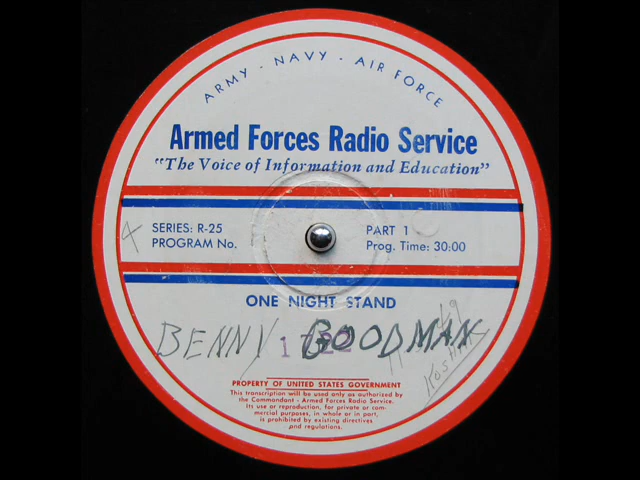 ARMY - NAVY - AIR FORCE
Armed Forces Radio Service
"The Voice of Information and Education"
4
SERIES: R-25
PROGRAM No.
PART 1
Prog. Time: 30:00
ONE NIGHT STAND
BENNY GOODMAN
PROPERTY OF UNITED STATES GOVERNMENT
This transcription will be used only as authorized by
the Commandant - Armed Forces Radio Service.
Its use or reproduction, for private or com-
mercial purposes, in whole or in part,
is prohibited by existing directives
and regulations.